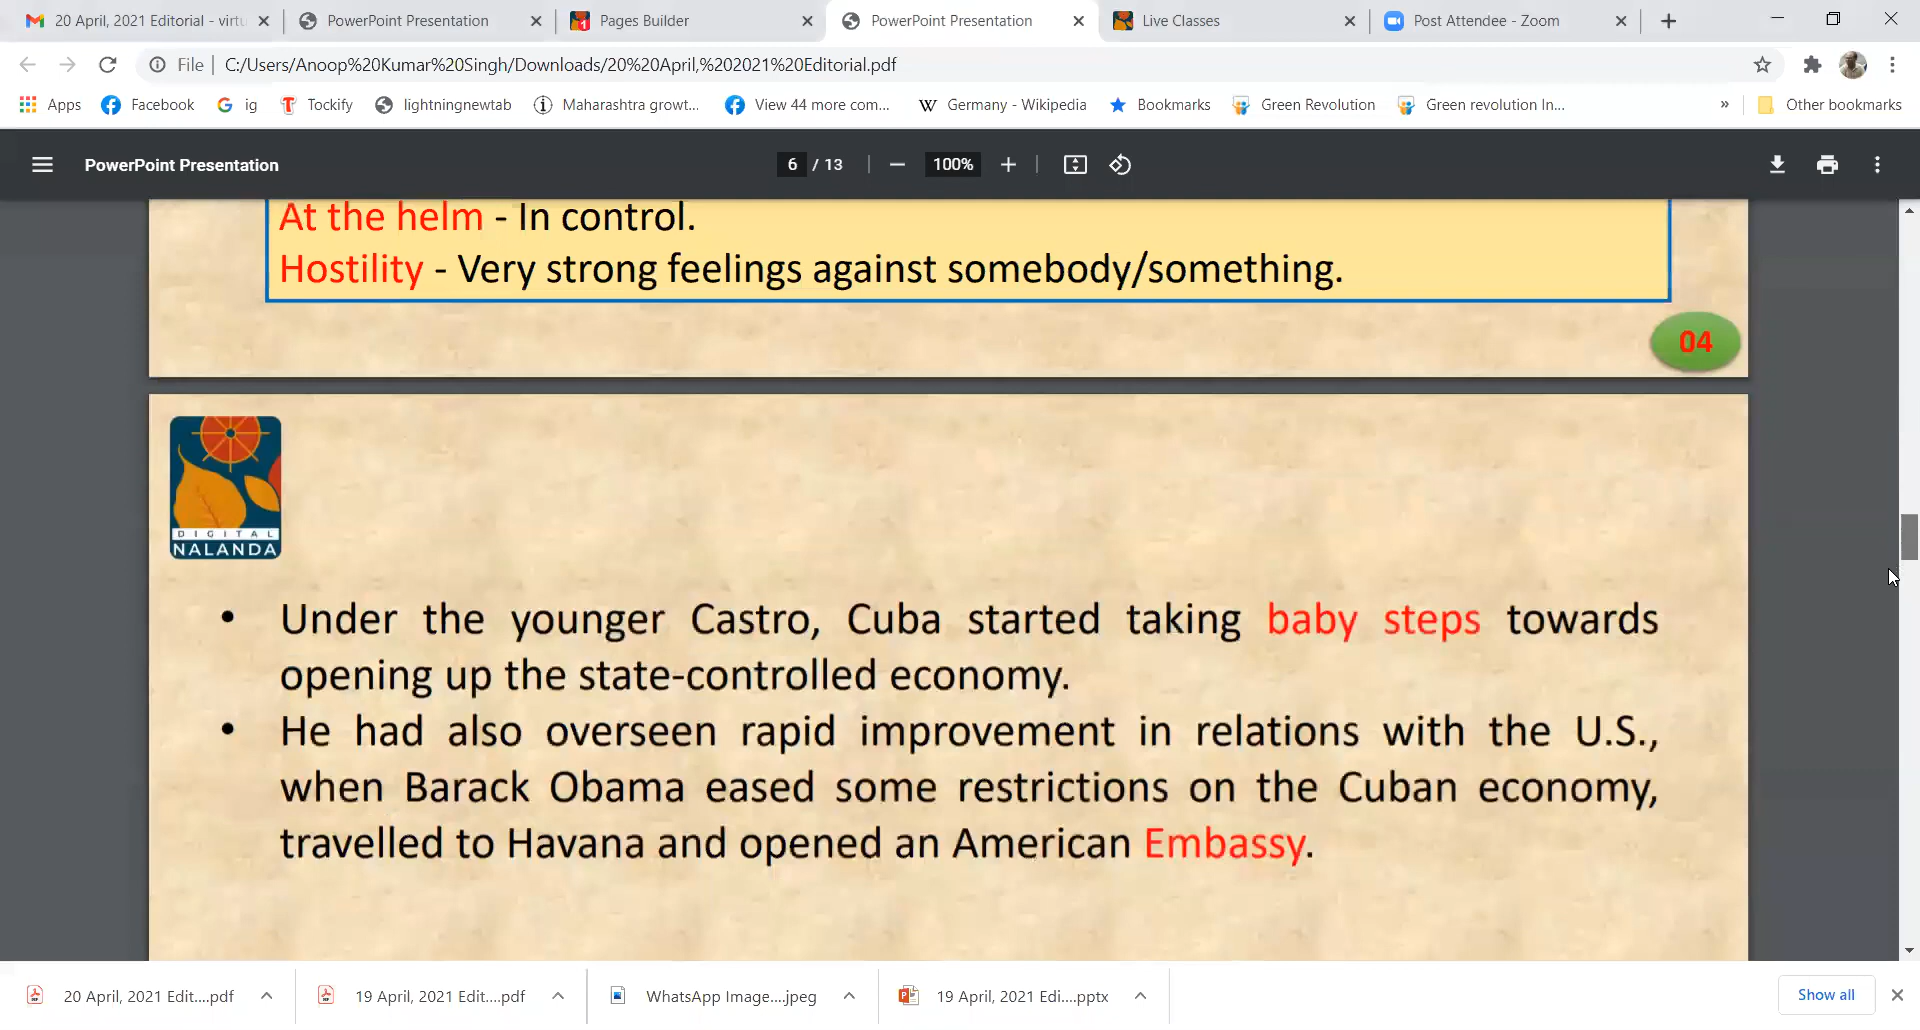 20 April, 2021 Editorial - virtu
PowerPoint Presentation
1
Pages Builder
PowerPoint Presentation
Live Classes
Post Attendee - Zoom
File | C:/Users/Anoop%20Kumar%20Singh/Downloads/20%20April,%202021%20Editorial.pdf
Apps
Facebook
ig
Tockify
lightningnewtab
Maharashtra growt...
View 44 more com...
Germany - Wikipedia
Bookmarks
Green Revolution
Green revolution In...
»
Other bookmarks
PowerPoint Presentation
6 / 13
100%
At the helm - In control.
Hostility - Very strong feelings against somebody/something.
04
DIGITAL
NALANDA
• Under the younger Castro, Cuba started taking baby steps towards
opening up the state-controlled economy.
• He had also overseen rapid improvement in relations with the U.S.,
when Barack Obama eased some restrictions on the Cuban economy,
travelled to Havana and opened an American Embassy.
20 April, 2021 Edit....pdf
19 April, 2021 Edit....pdf
WhatsApp Image....jpeg
19 April, 2021 Edi....pptx
Show all